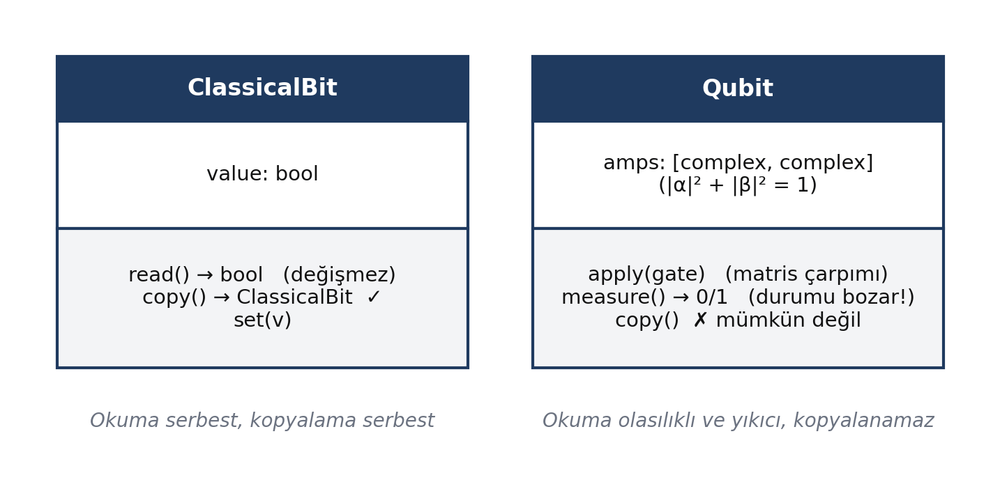 ClassicalBit
value: bool
read() → bool (değişmez)
copy() → ClassicalBit ✓
set(v)
Okuma serbest, kopyalama serbest
Qubit
amps: [complex, complex]
(|α|² + |β|² = 1)
apply(gate) (matris çarpımı)
measure() → 0/1 (durumu bozar!)
copy() ✗ mümkün değil
Okuma olasılıklı ve yıkıcı, kopyalanamaz